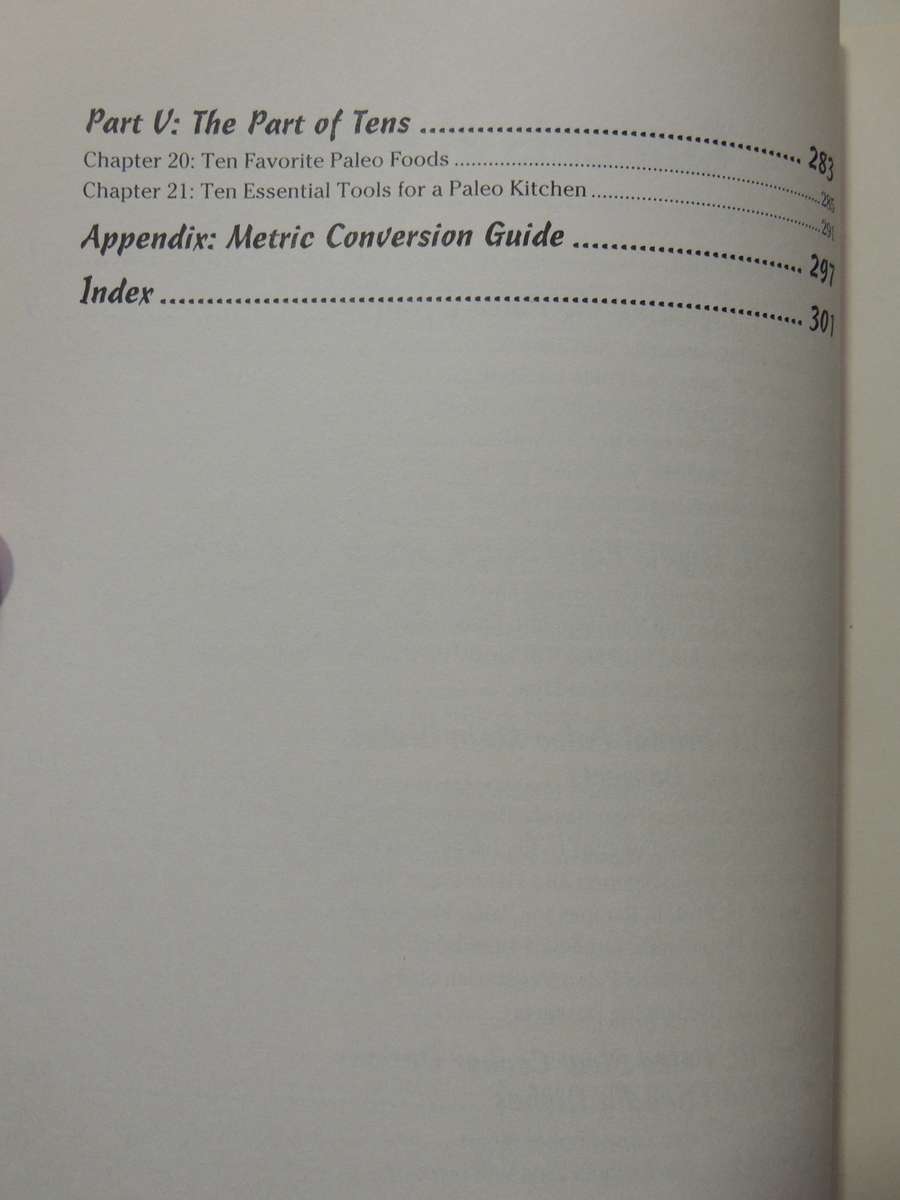 Part V: The Part of Tens ........................................ 283
Chapter 20: Ten Favorite Paleo Foods ........................................ 285
Chapter 21: Ten Essential Tools for a Paleo Kitchen ........................................ 291
Appendix: Metric Conversion Guide ........................................ 297
Index ........................................ 301